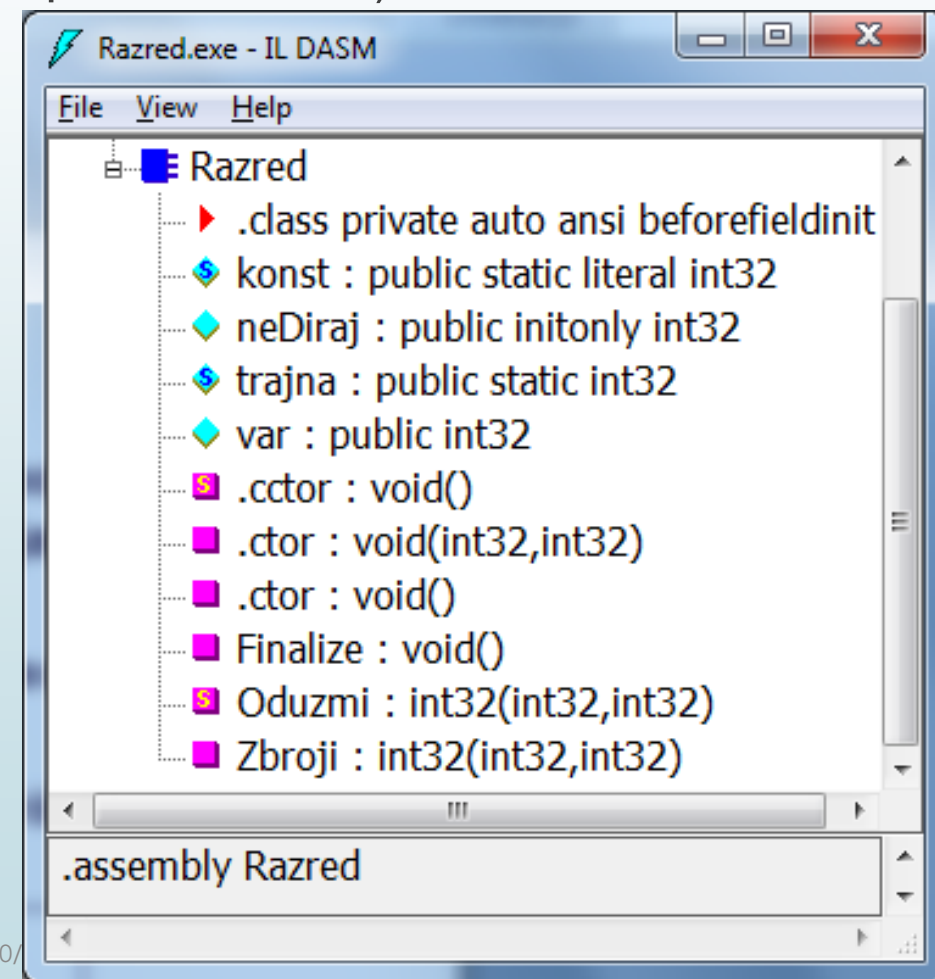 Razred.exe - IL DASM
File View Help
Razred
.class private auto ansi beforefieldinit
konst : public static literal int32
neDiraj : public initonly int32
trajna : public static int32
var : public int32
.cctor : void()
.ctor : void(int32,int32)
.ctor : void()
Finalize : void()
Oduzmi : int32(int32,int32)
Zbroji : int32(int32,int32)
.assembly Razred
0/